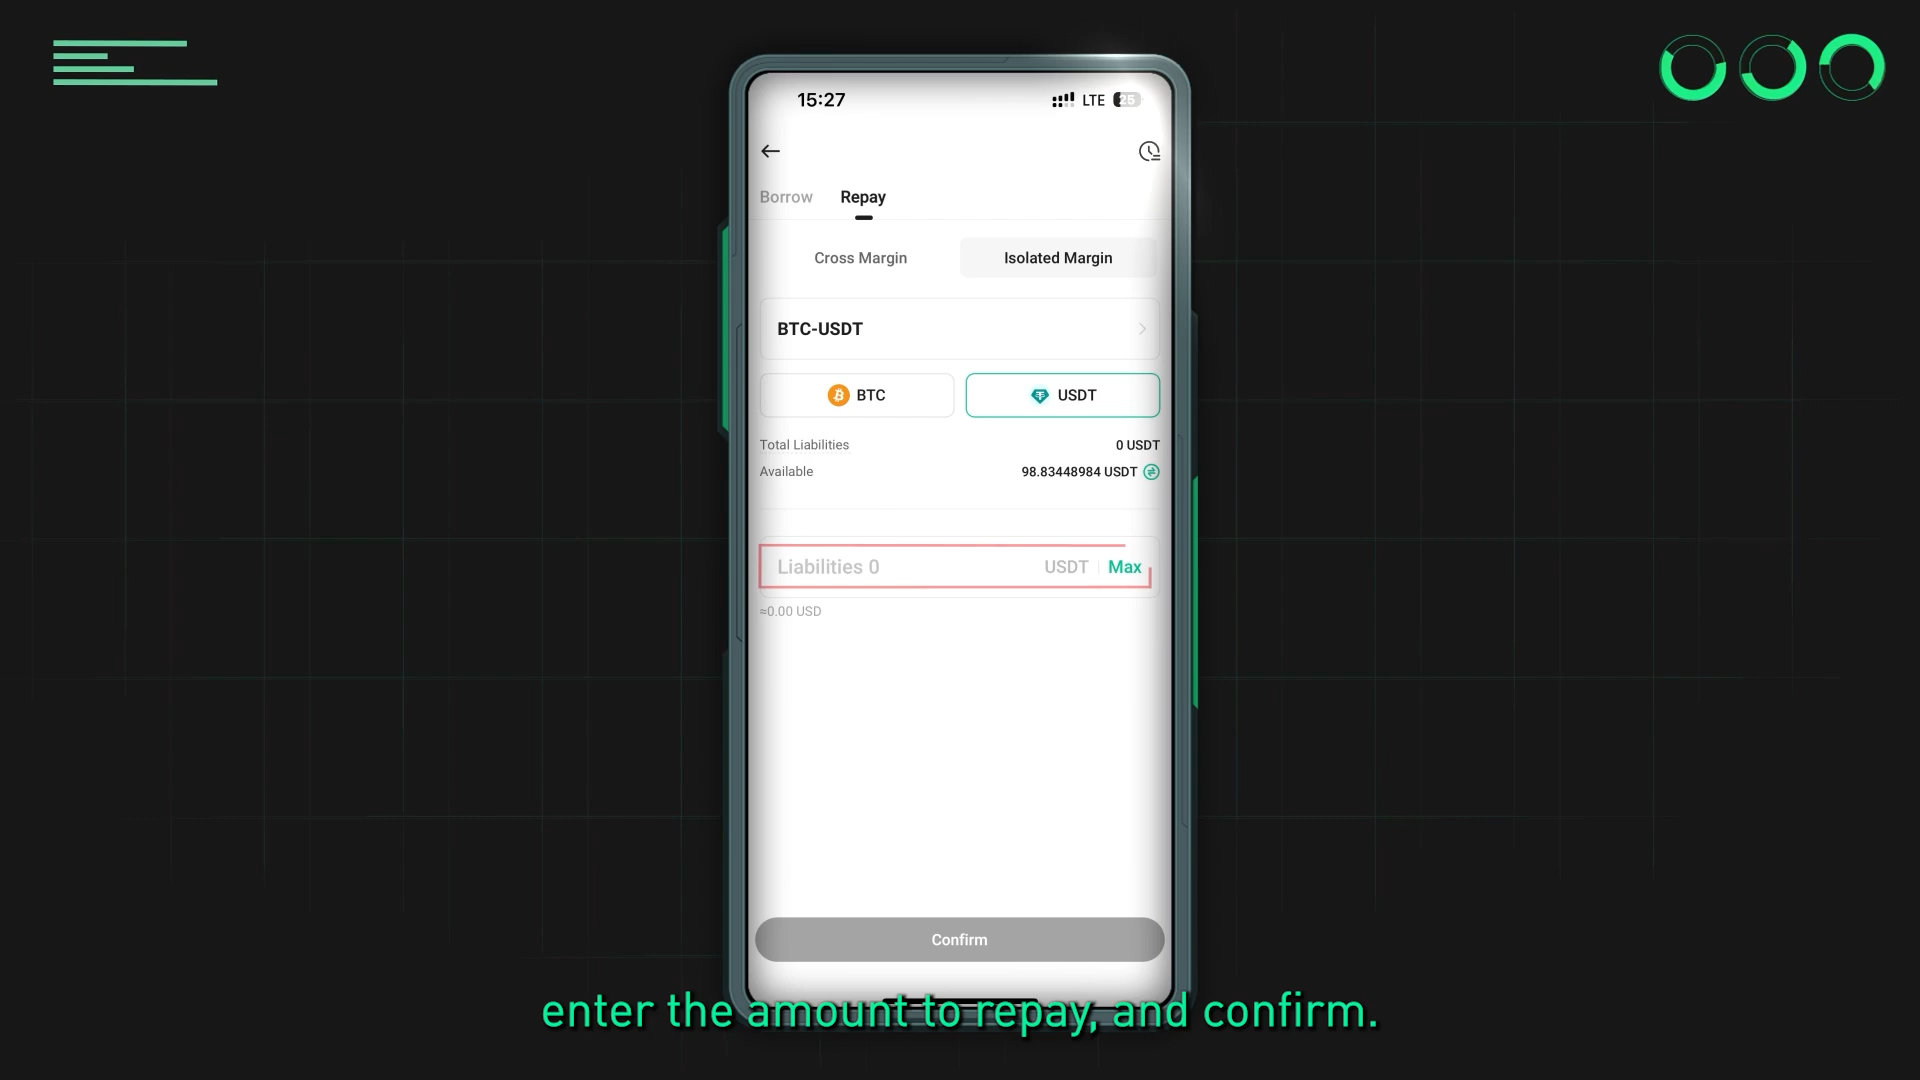 15:27
LTE 25
Borrow Repay
Cross Margin Isolated Margin
BTC-USDT
BTC USDT
Total Liabilities 0 USDT
Available 98.83448984 USDT
Liabilities 0 USDT Max
≈0.00 USD
Confirm
enter the amount to repay, and confirm.